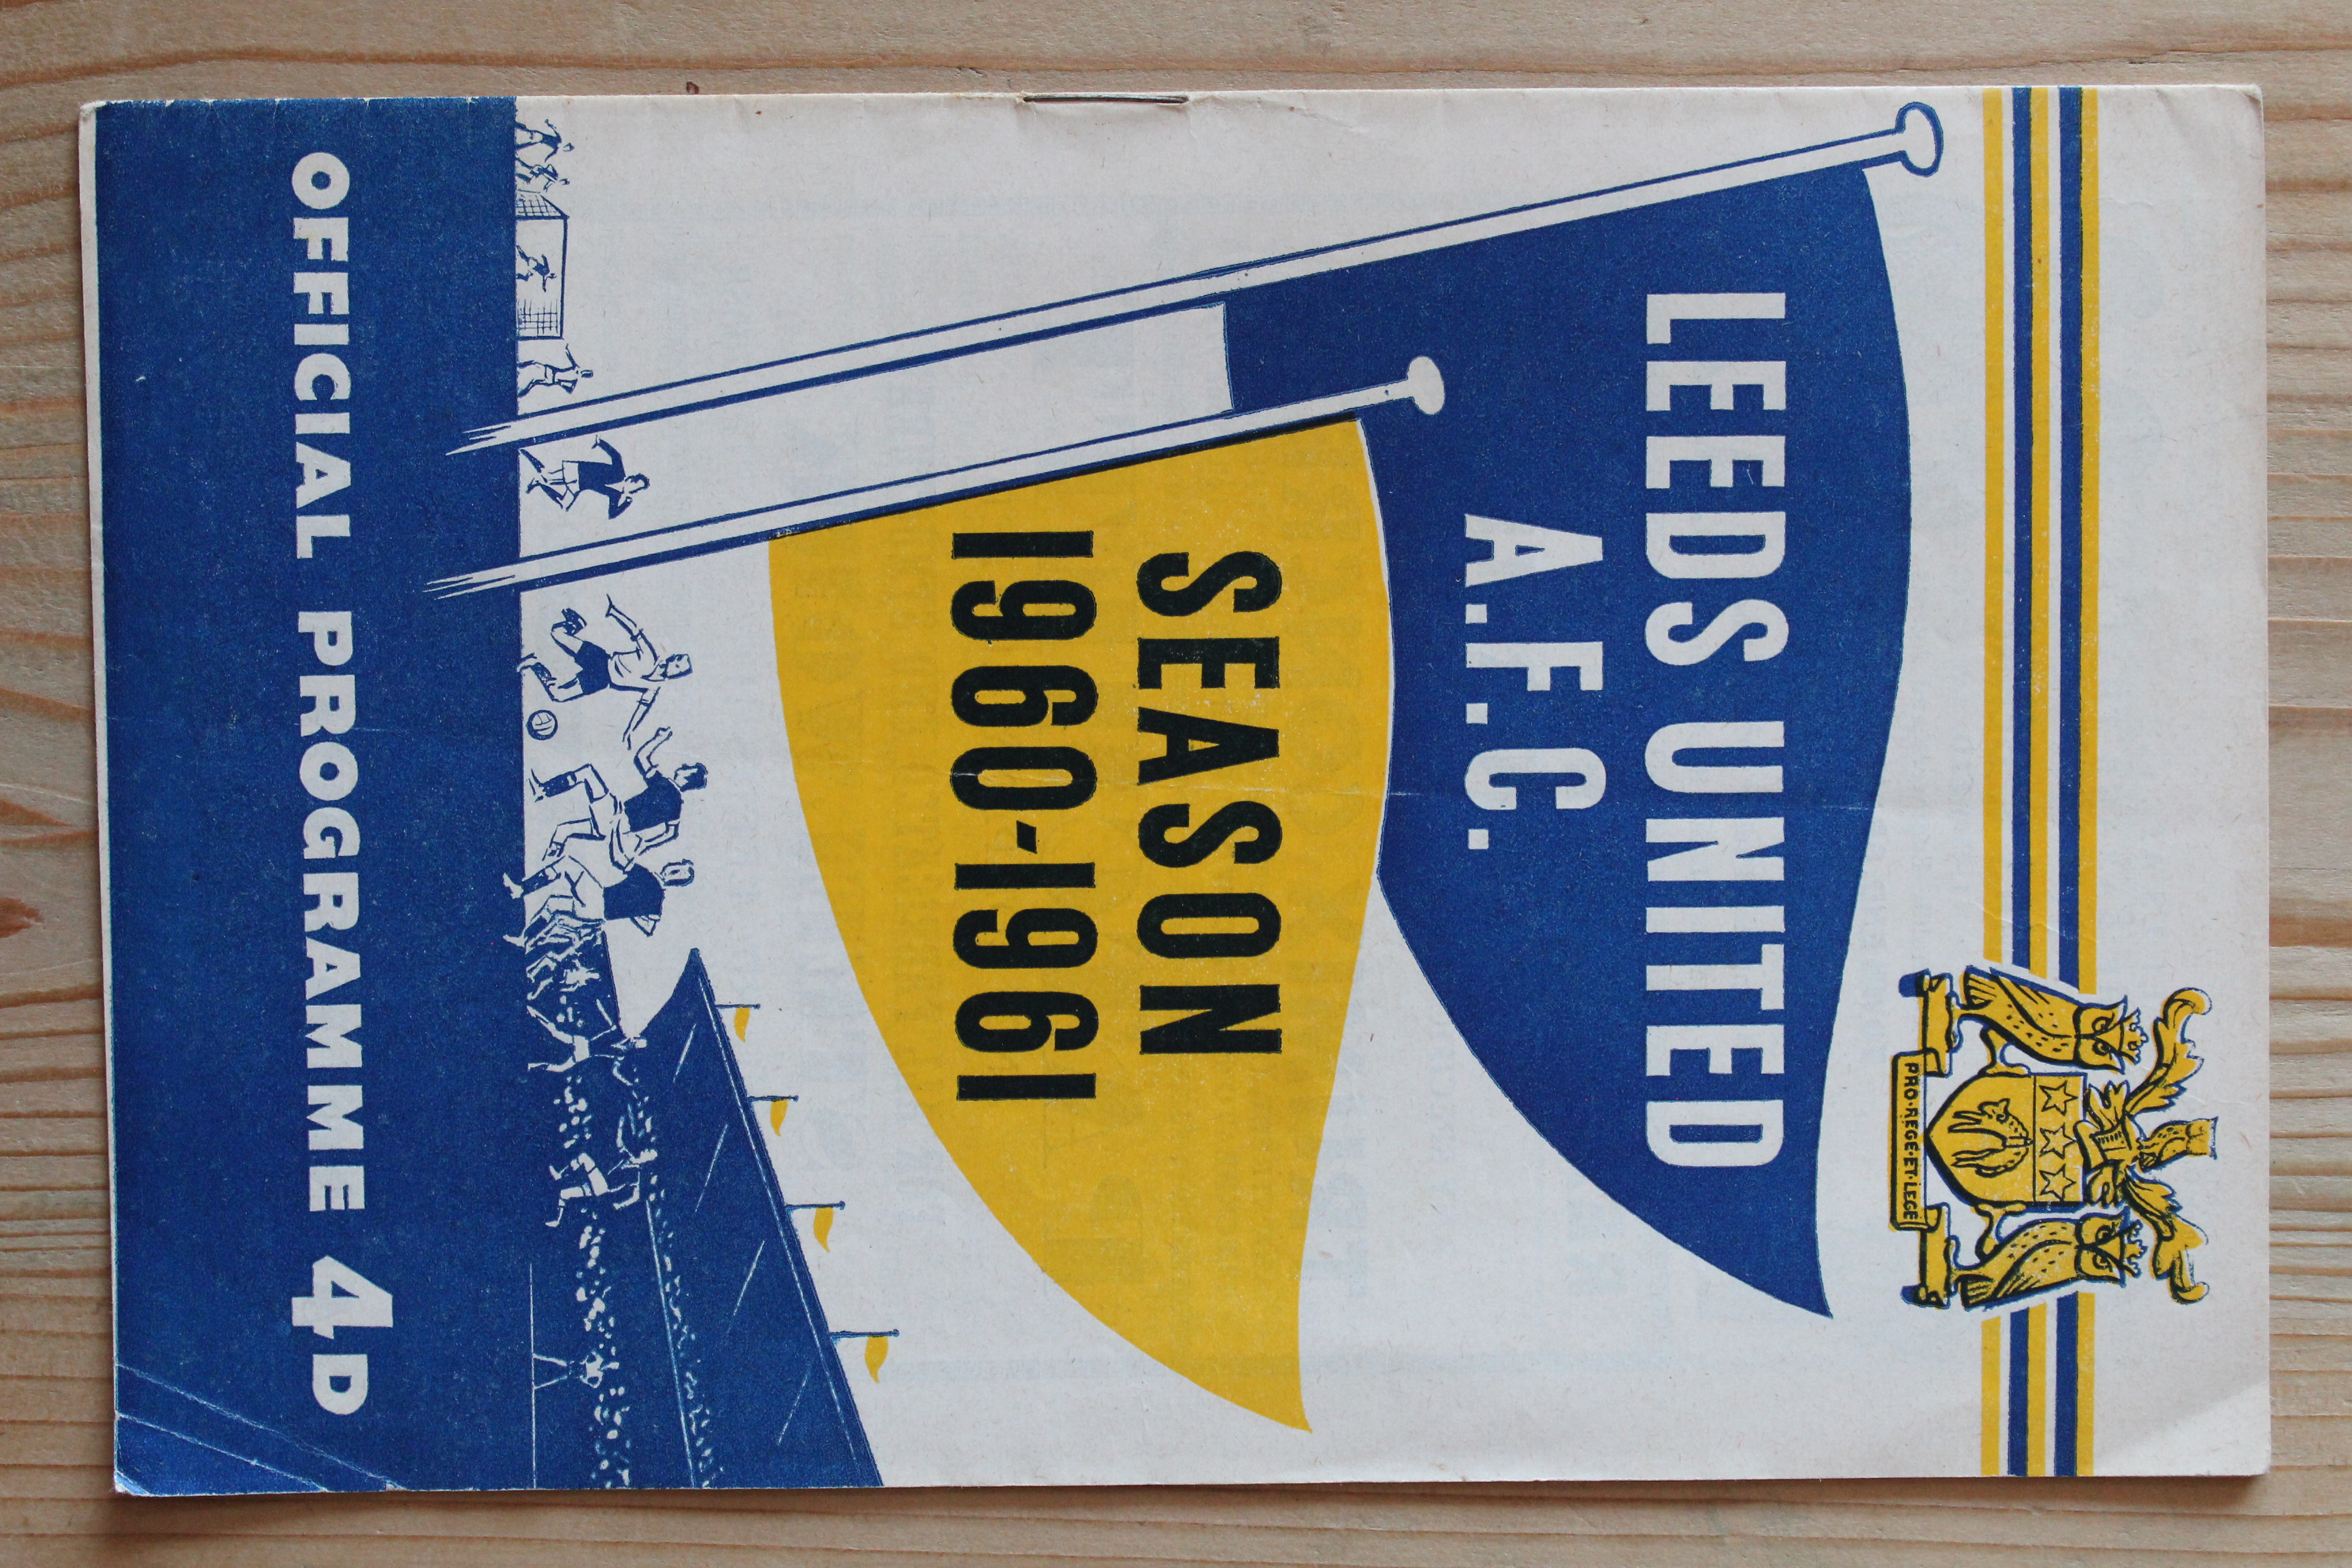 PRO·REGE·ET·LEGE
LEEDS UNITED
A.F.C.
SEASON
1960-1961
OFFICIAL PROGRAMME 4D